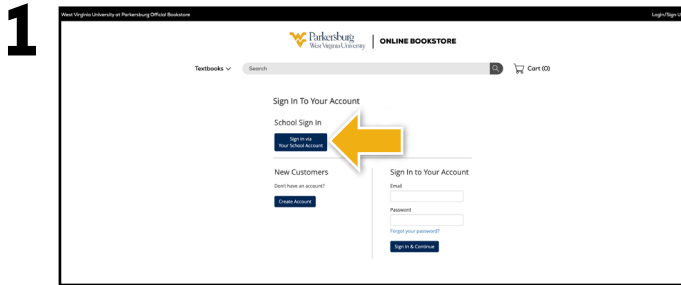 1
West Virginia University at Parkersburg Official Bookstore
Login/Sign-U
Parkersburg
West Virginia University
ONLINE BOOKSTORE
Textbooks
Search
Cart (0)
Sign In To Your Account
School Sign In
Sign In via
Your School Account
New Customers
Don't have an account?
Create Account
Sign In to Your Account
Email
Password
Forgot your password?
Sign In & Continue